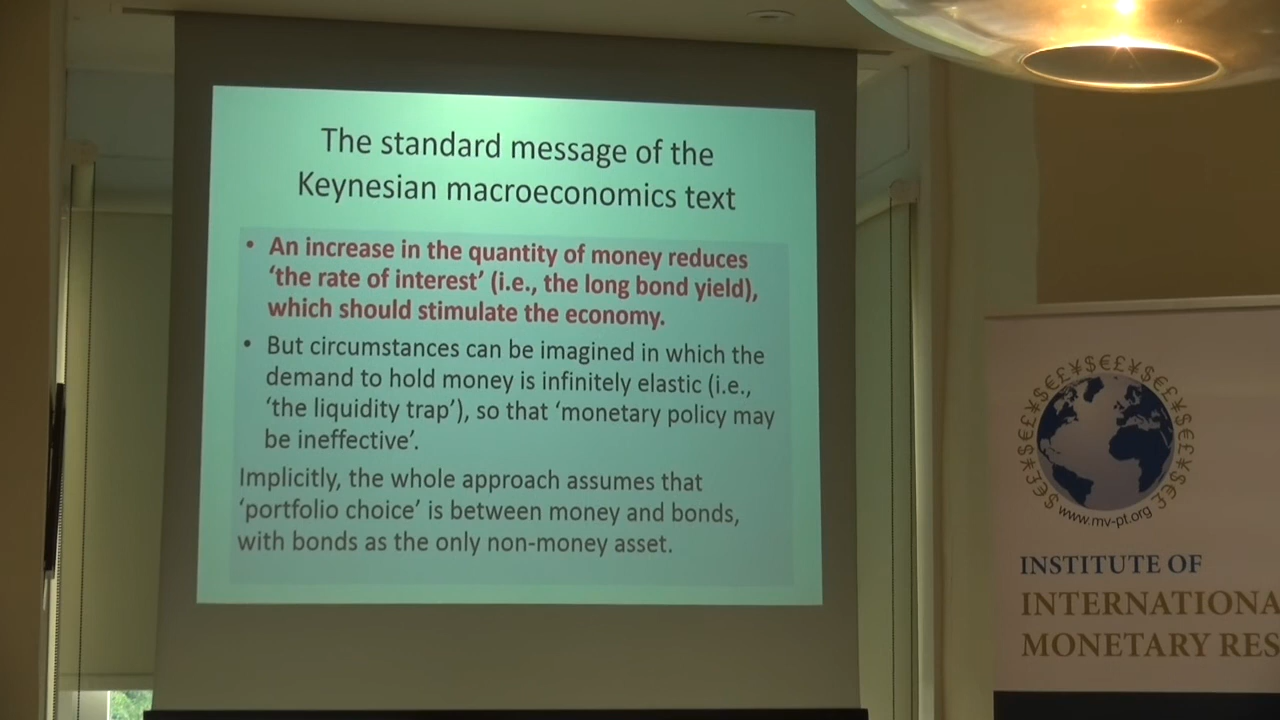 The standard message of the
Keynesian macroeconomics text
• An increase in the quantity of money reduces
‘the rate of interest’ (i.e., the long bond yield),
which should stimulate the economy.
• But circumstances can be imagined in which the
demand to hold money is infinitely elastic (i.e.,
‘the liquidity trap’), so that ‘monetary policy may
be ineffective’.
Implicitly, the whole approach assumes that
‘portfolio choice’ is between money and bonds,
with bonds as the only non-money asset.
www.mv-pt.org
INSTITUTE OF
INTERNATIONA
MONETARY RES